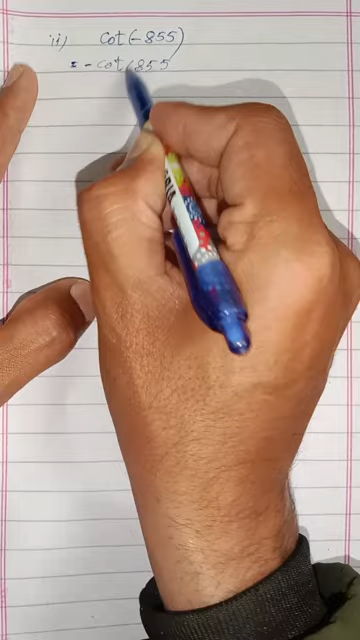 ii) cot(-855)
= - cot(855